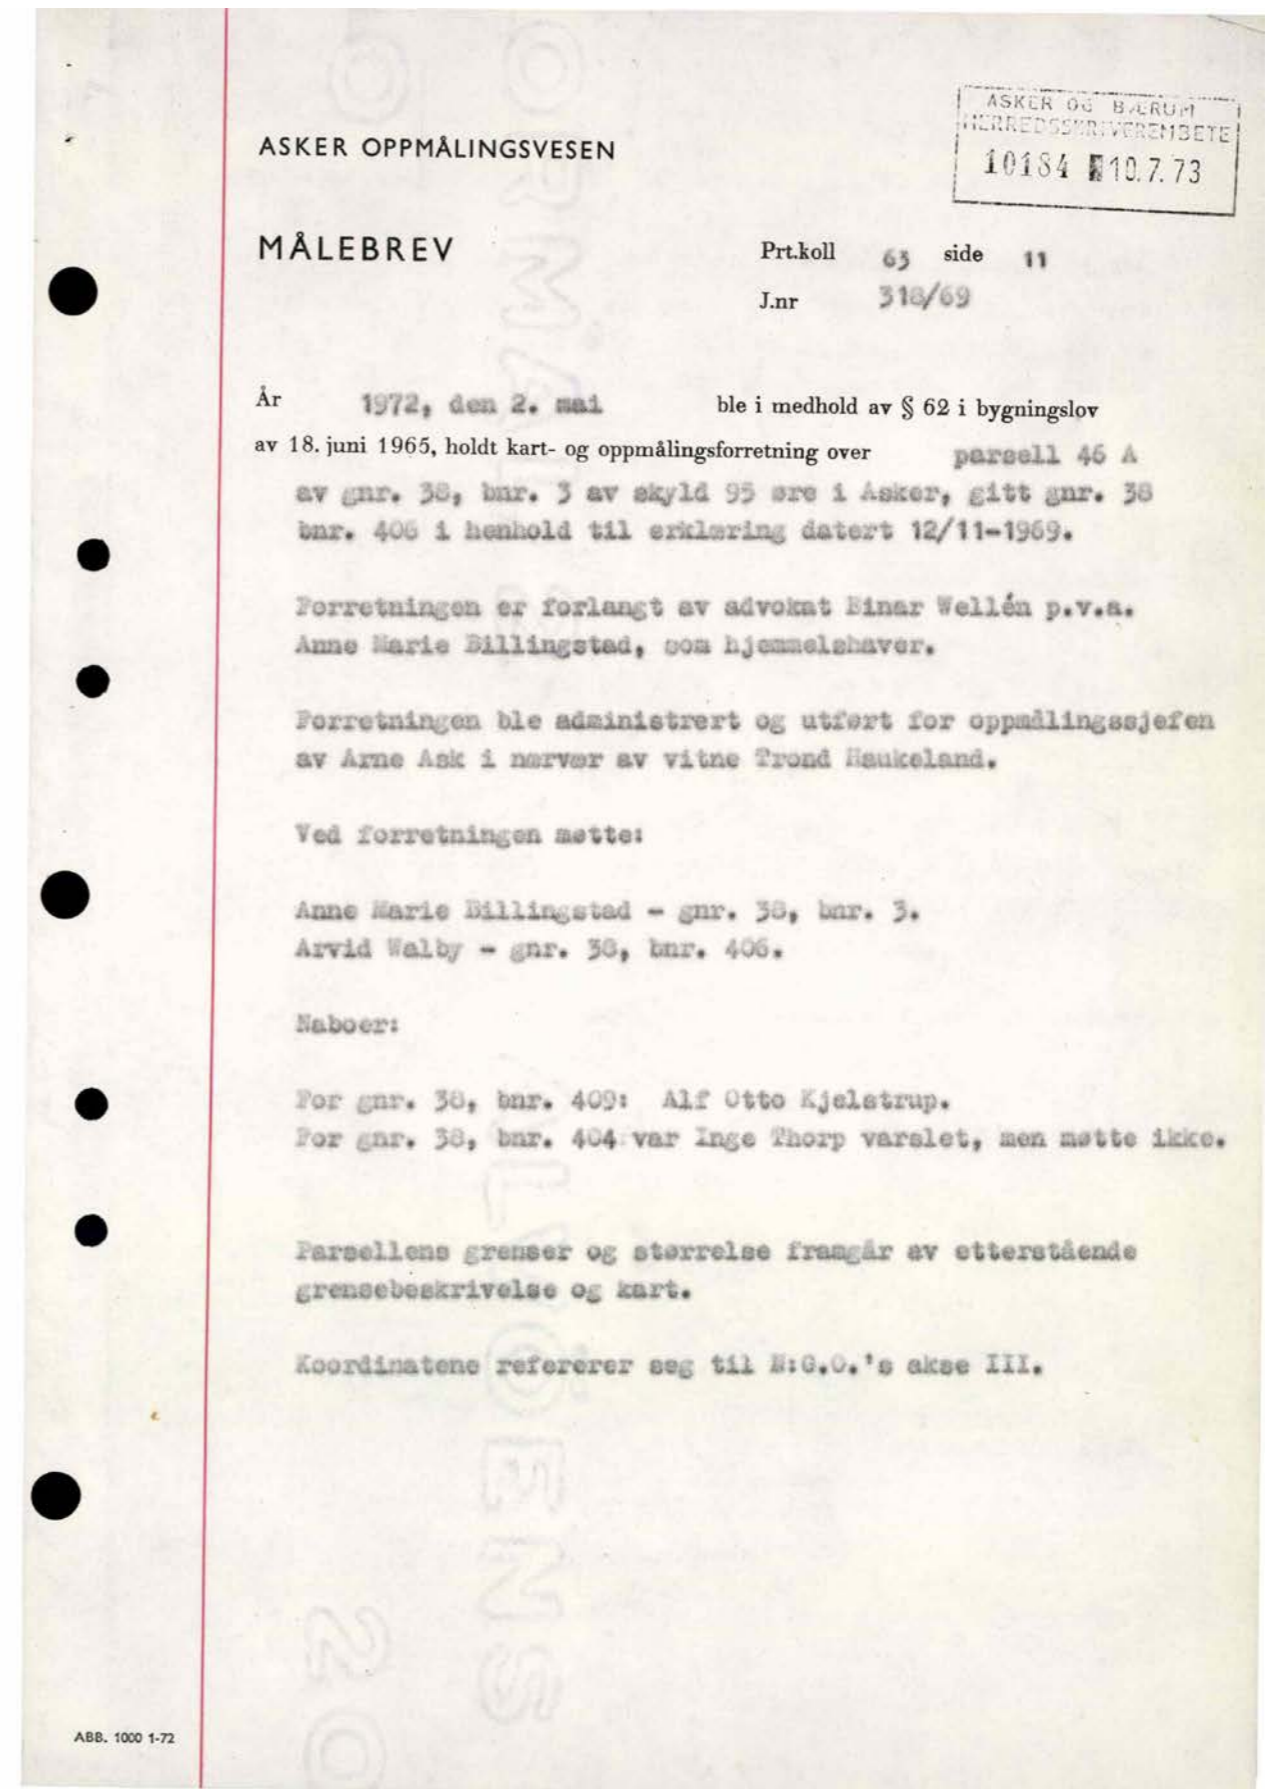 ASKER OG BÆRUM
HERREDSSKRIVEREMBETE
10184 10.7.73
ASKER OPPMÅLINGSVESEN
MÅLEBREV
Prt.koll 63 side 11
J.nr 318/69
År 1972, den 2. mai ble i medhold av § 62 i bygningslov
av 18. juni 1965, holdt kart- og oppmålingsforretning over parsell 46 A
av gnr. 38, bnr. 3 av skyld 95 øre i Asker, gitt gnr. 38
bnr. 406 i henhold til erklæring datert 12/11-1969.
Forretningen er forlangt av advokat Einar Wellén p.v.a.
Anne Marie Billingstad, som hjemmelshaver.
Forretningen ble administrert og utført for oppmålingssjefen
av Arne Ask i nærvær av vitne Trond Haukeland.
Ved forretningen møtte:
Anne Marie Billingstad - gnr. 38, bnr. 3.
Arvid Walby - gnr. 38, bnr. 406.
Naboer:
For gnr. 38, bnr. 409: Alf Otto Kjelstrup.
For gnr. 38, bnr. 404 var Inge Thorp varslet, men møtte ikke.
Parsellens grenser og størrelse framgår av etterstående
grensebeskrivelse og kart.
Koordinatene refererer seg til N:G.O.'s akse III.
ABB. 1000 1-72